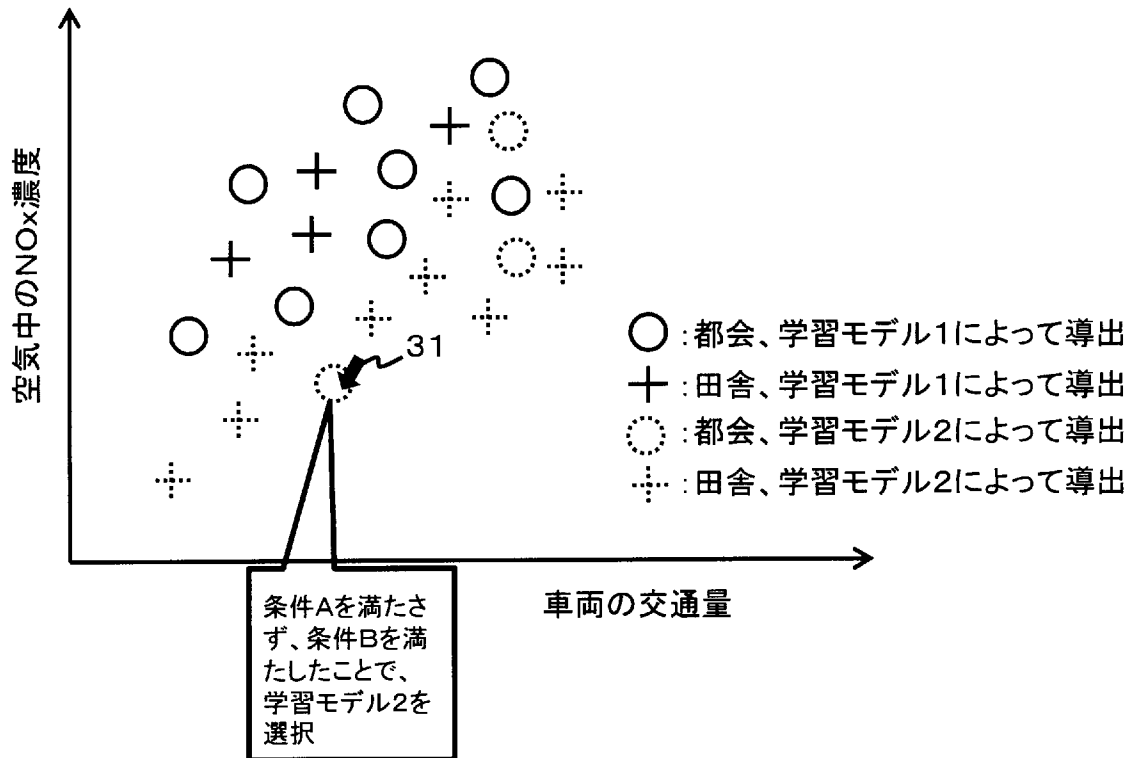 空気中のNOx濃度
31
○:都会、学習モデル1によって導出
+:田舎、学習モデル1によって導出
:都会、学習モデル2によって導出
:田舎、学習モデル2によって導出
車両の交通量
条件Aを満たさ
ず、条件Bを満
たしたことで、
学習モデル2を
選択